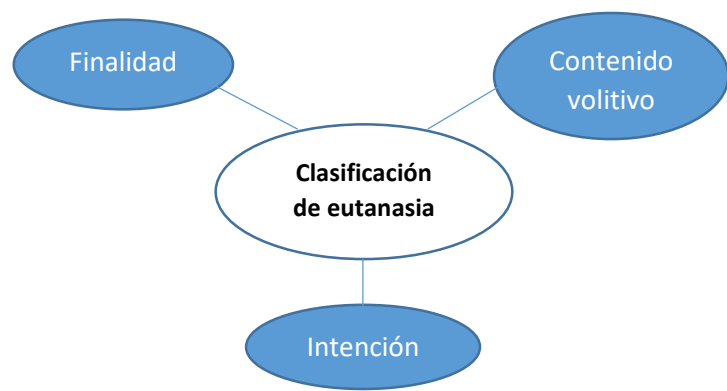 Finalidad
Contenido
volitivo
Clasificación
de eutanasia
Intención